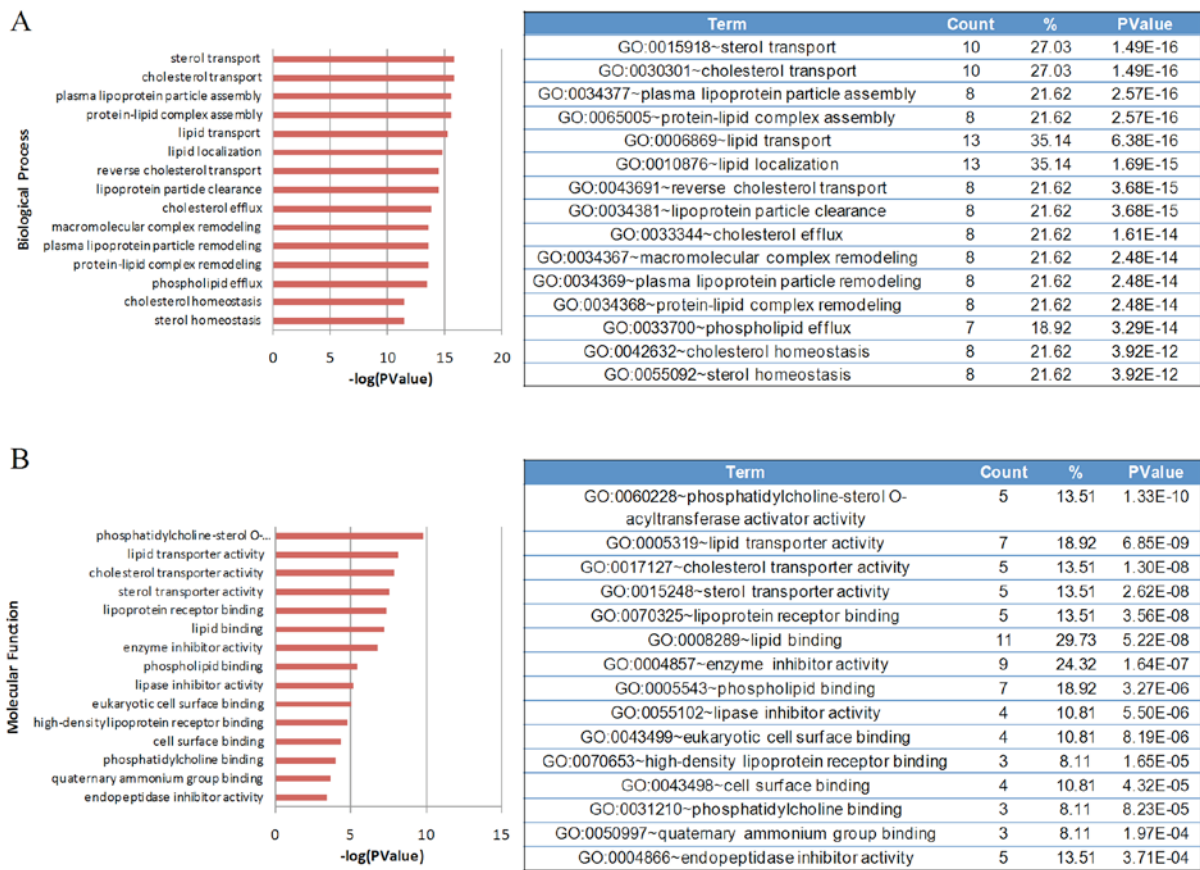 A
Biological Process
sterol transport
cholesterol transport
plasma lipoprotein particle assembly
protein-lipid complex assembly
lipid transport
lipid localization
reverse cholesterol transport
lipoprotein particle clearance
cholesterol efflux
macromolecular complex remodeling
plasma lipoprotein particle remodeling
protein-lipid complex remodeling
phospholipid efflux
cholesterol homeostasis
sterol homeostasis
0 5 10 15 20
-log(PValue)
Term Count % PValue
GO:0015918~sterol transport 10 27.03 1.49E-16
GO:0030301~cholesterol transport 10 27.03 1.49E-16
GO:0034377~plasma lipoprotein particle assembly 8 21.62 2.57E-16
GO:0065005~protein-lipid complex assembly 8 21.62 2.57E-16
GO:0006869~lipid transport 13 35.14 6.38E-16
GO:0010876~lipid localization 13 35.14 1.69E-15
GO:0043691~reverse cholesterol transport 8 21.62 3.68E-15
GO:0034381~lipoprotein particle clearance 8 21.62 3.68E-15
GO:0033344~cholesterol efflux 8 21.62 1.61E-14
GO:0034367~macromolecular complex remodeling 8 21.62 2.48E-14
GO:0034369~plasma lipoprotein particle remodeling 8 21.62 2.48E-14
GO:0034368~protein-lipid complex remodeling 8 21.62 2.48E-14
GO:0033700~phospholipid efflux 7 18.92 3.29E-14
GO:0042632~cholesterol homeostasis 8 21.62 3.92E-12
GO:0055092~sterol homeostasis 8 21.62 3.92E-12
B
Molecular Function
phosphatidylcholine-sterol O-...
lipid transporter activity
cholesterol transporter activity
sterol transporter activity
lipoprotein receptor binding
lipid binding
enzyme inhibitor activity
phospholipid binding
lipase inhibitor activity
eukaryotic cell surface binding
high-density lipoprotein receptor binding
cell surface binding
phosphatidylcholine binding
quaternary ammonium group binding
endopeptidase inhibitor activity
0 5 10 15
-log(PValue)
Term Count % PValue
GO:0060228~phosphatidylcholine-sterol O- 5 13.51 1.33E-10
acyltransferase activator activity
GO:0005319~lipid transporter activity 7 18.92 6.85E-09
GO:0017127~cholesterol transporter activity 5 13.51 1.30E-08
GO:0015248~sterol transporter activity 5 13.51 2.62E-08
GO:0070325~lipoprotein receptor binding 5 13.51 3.56E-08
GO:0008289~lipid binding 11 29.73 5.22E-08
GO:0004857~enzyme inhibitor activity 9 24.32 1.64E-07
GO:0005543~phospholipid binding 7 18.92 3.27E-06
GO:0055102~lipase inhibitor activity 4 10.81 5.50E-06
GO:0043499~eukaryotic cell surface binding 4 10.81 8.19E-06
GO:0070653~high-density lipoprotein receptor binding 3 8.11 1.65E-05
GO:0043498~cell surface binding 4 10.81 4.32E-05
GO:0031210~phosphatidylcholine binding 3 8.11 8.23E-05
GO:0050997~quaternary ammonium group binding 3 8.11 1.97E-04
GO:0004866~endopeptidase inhibitor activity 5 13.51 3.71E-04